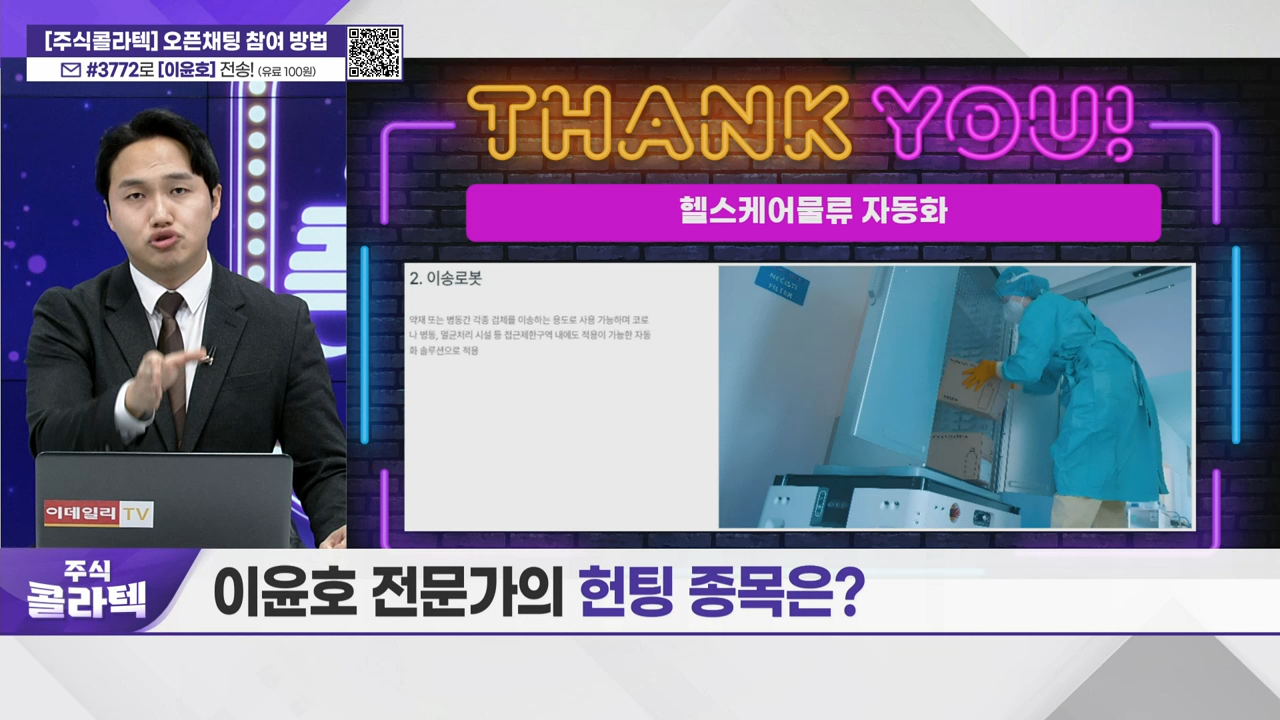 [주식콜라텍] 오픈채팅 참여 방법
#3772로 [이윤호] 전송! (유료 100원)
THANK YOU!
헬스케어물류 자동화
2. 이송로봇
약재 또는 병동간 각종 검체를 이송하는 용도로 사용 가능하며 코로
나 병동, 멸균처리 시설 등 접근제한구역 내에도 적용이 가능한 자동
화 솔루션으로 적용
이데일리TV
주식
콜라텍
이윤호 전문가의 헌팅 종목은?